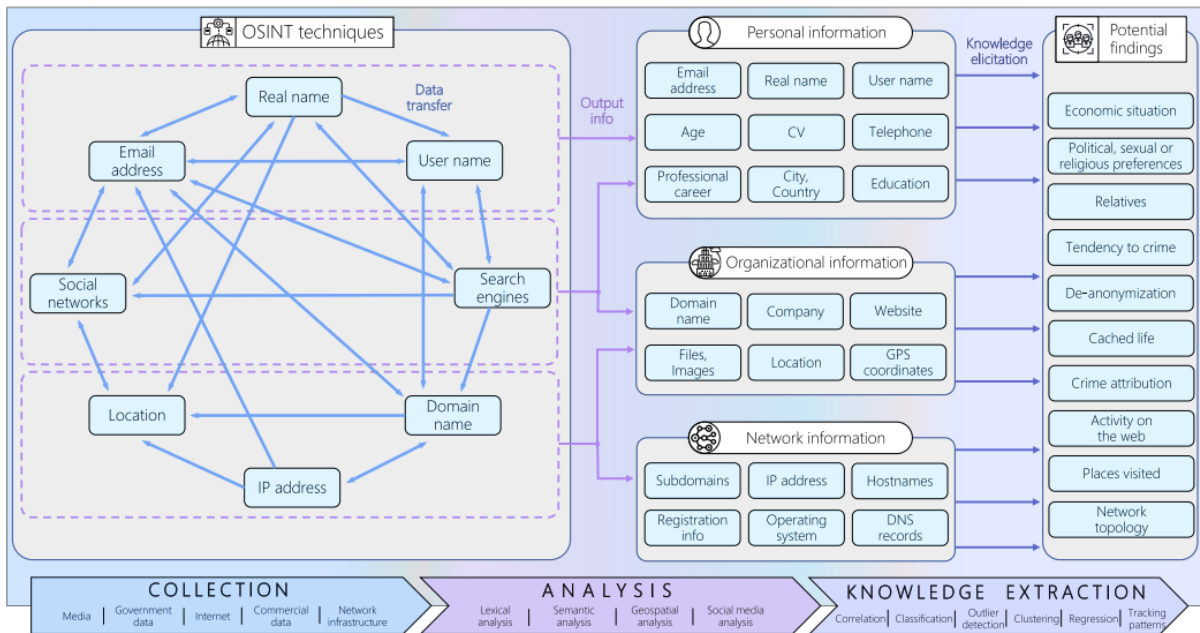 OSINT techniques
Real name
Data
transfer
Email
address
User name
Social
networks
Search
engines
Location
Domain
name
IP address
Output
info
Personal information
Email
address
Real name
User name
Age
CV
Telephone
Professional
career
City,
Country
Education
Organizational information
Domain
name
Company
Website
Files,
Images
Location
GPS
coordinates
Network information
Subdomains
IP address
Hostnames
Registration
info
Operating
system
DNS
records
Knowledge
elicitation
Potential
findings
Economic situation
Political, sexual or
religious preferences
Relatives
Tendency to crime
De-anonymization
Cached life
Crime attribution
Activity on
the web
Places visited
Network
topology
COLLECTION
Media
Government
data
Internet
Commercial
data
Network
infrastructure
ANALYSIS
Lexical
analysis
Semantic
analysis
Geospatial
analysis
Social media
analysis
KNOWLEDGE EXTRACTION
Correlation
Classification
Outlier
detection
Clustering
Regression
Tracking
patterns